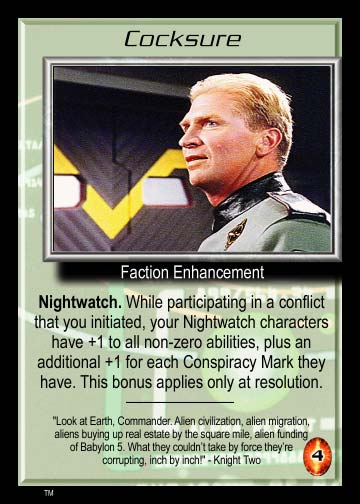 Cocksure
Faction Enhancement
Nightwatch. While participating in a conflict
that you initiated, your Nightwatch characters
have +1 to all non-zero abilities, plus an
additional +1 for each Conspiracy Mark they
have. This bonus applies only at resolution.
"Look at Earth, Commander. Alien civilization, alien migration,
aliens buying up real estate by the square mile, alien funding
of Babylon 5. What they couldn't take by force they're
corrupting, inch by inch!" - Knight Two
4
TM